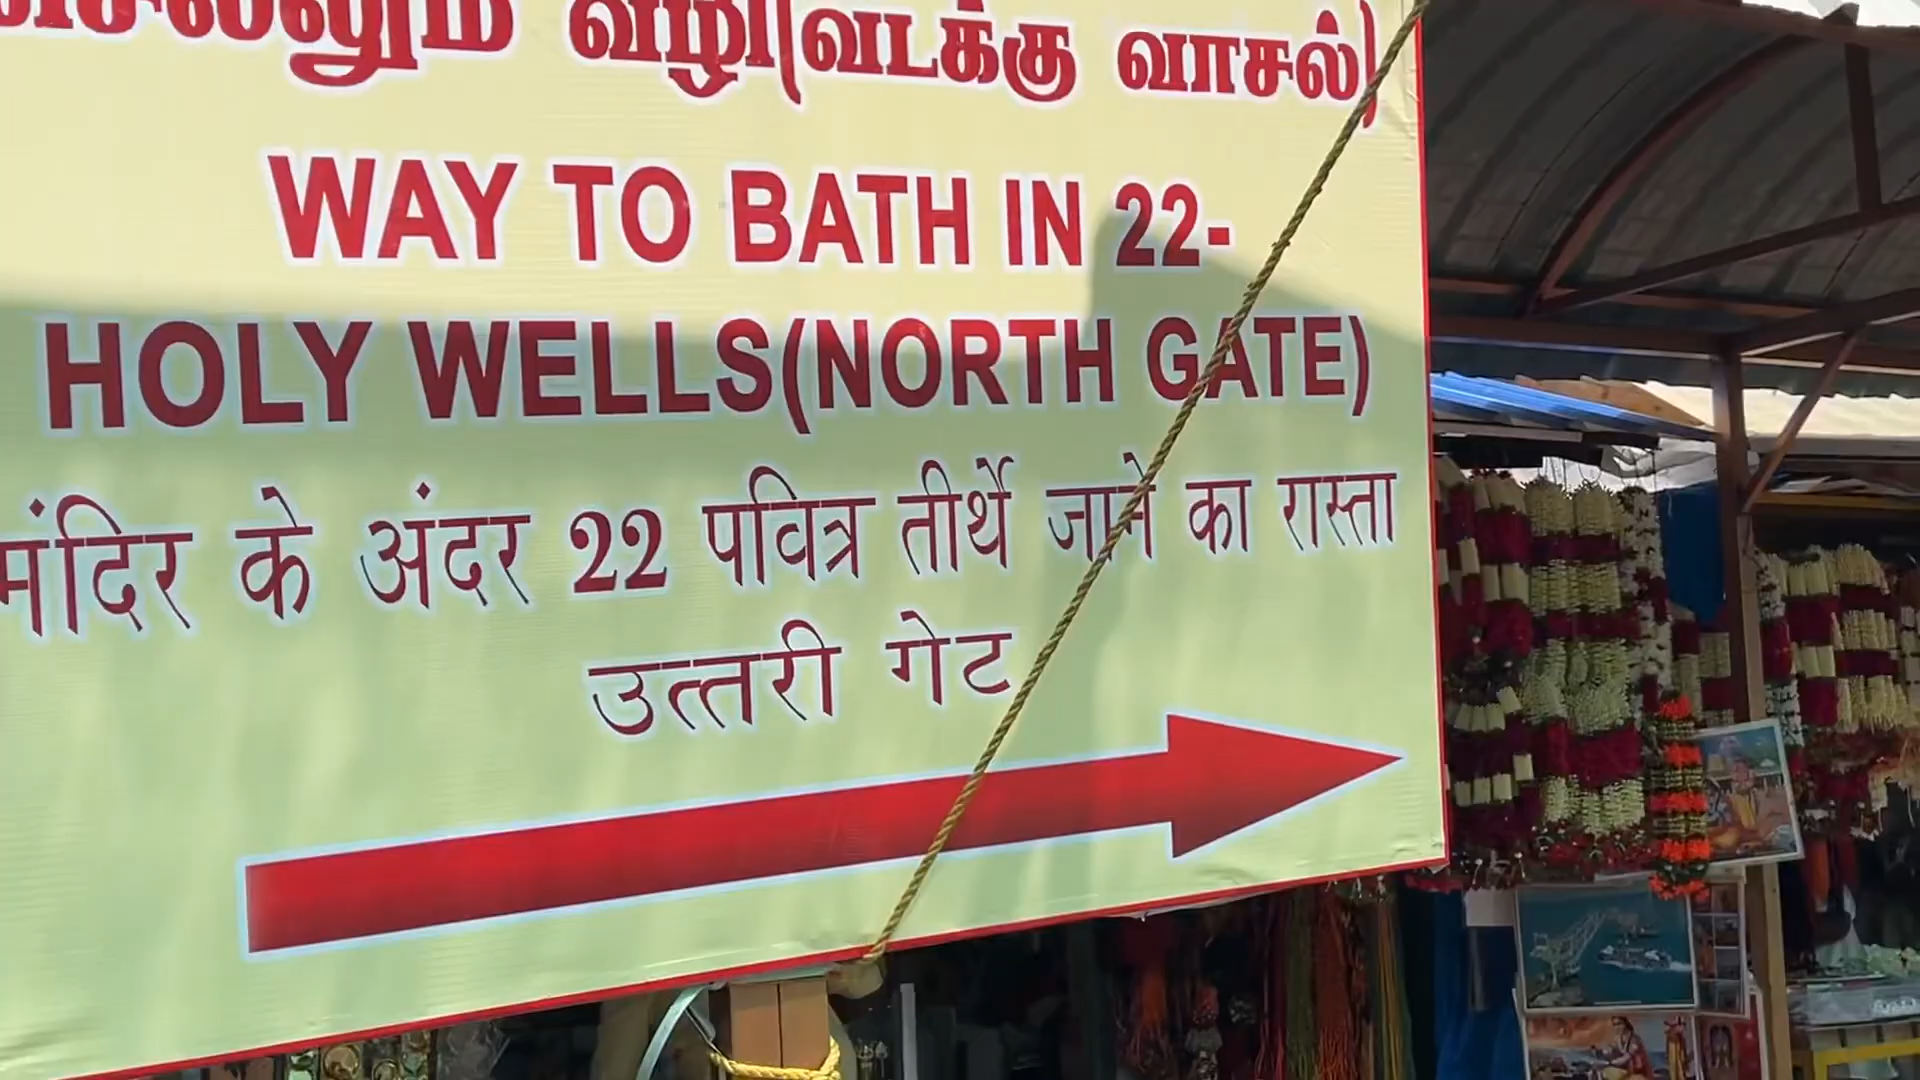 செல்லும் வழி(வடக்கு வாசல்)
WAY TO BATH IN 22-
HOLY WELLS(NORTH GATE)
मंदिर के अंदर 22 पवित्र तीर्थे जाने का रास्ता
उत्तरी गेट